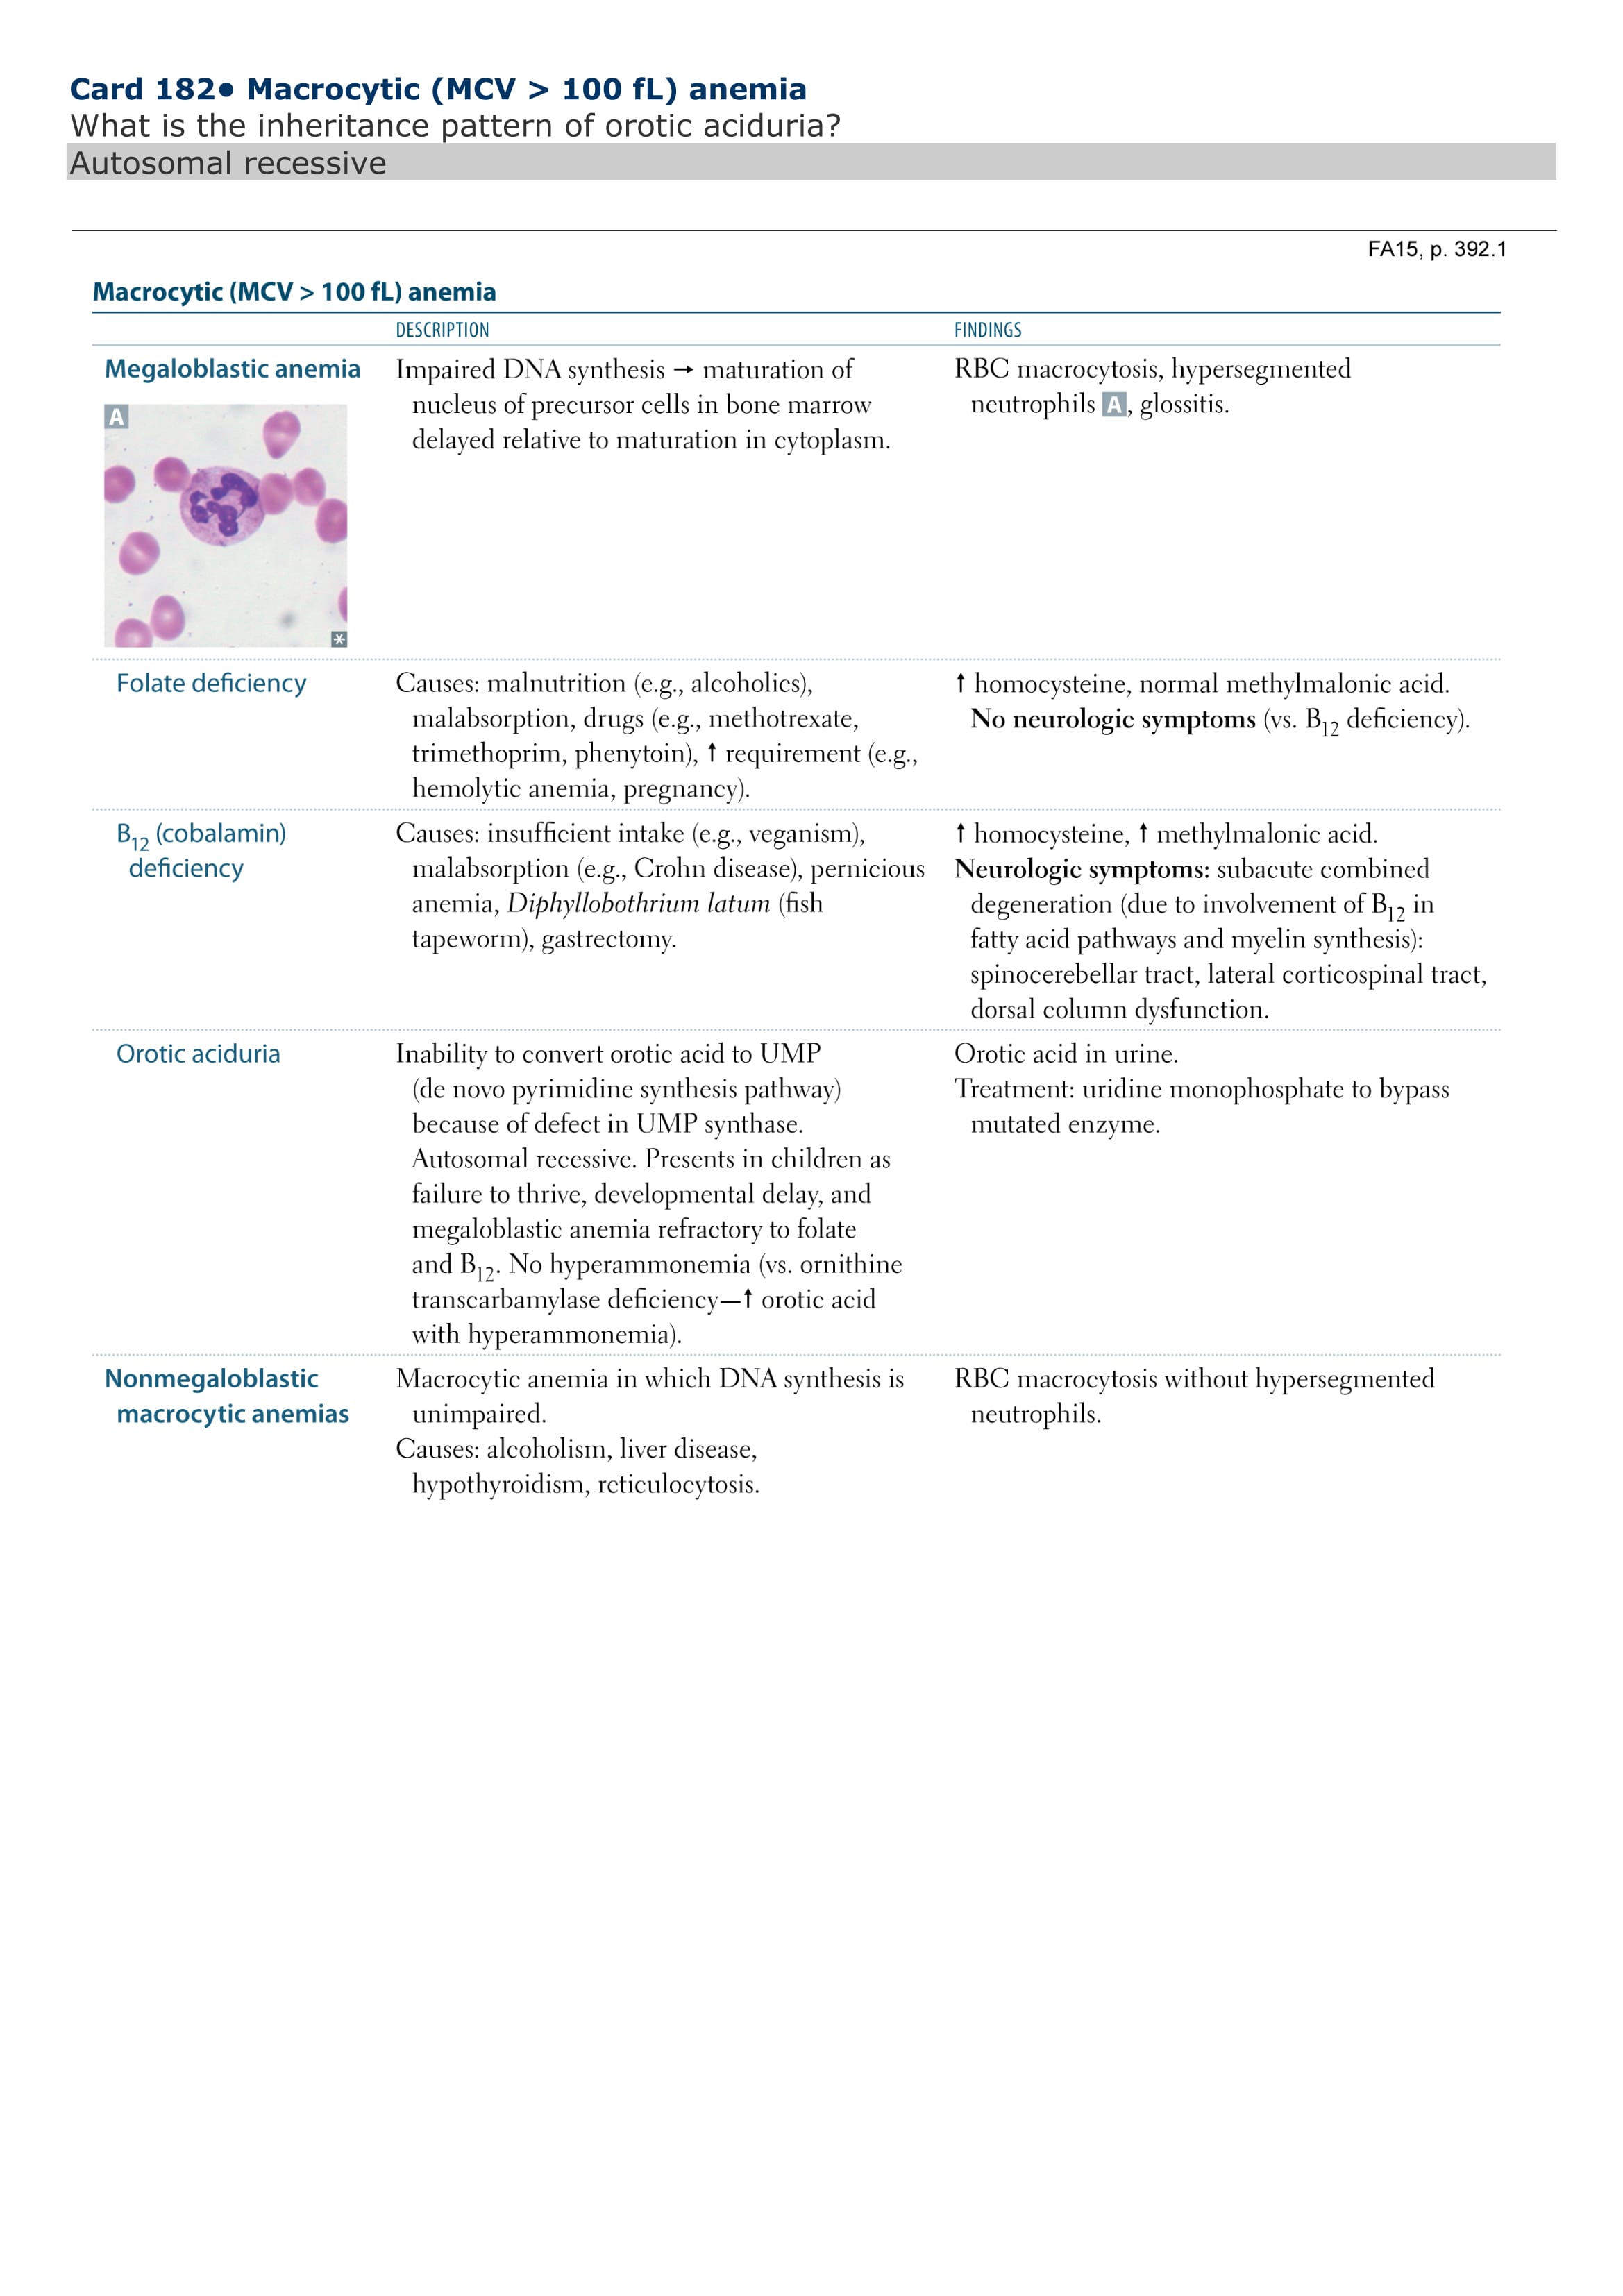 Card 182● Macrocytic (MCV > 100 fL) anemia
What is the inheritance pattern of orotic aciduria?
Autosomal recessive
FA15, p. 392.1
Macrocytic (MCV > 100 fL) anemia
DESCRIPTION
FINDINGS
Megaloblastic anemia
A
*
Impaired DNA synthesis → maturation of
nucleus of precursor cells in bone marrow
delayed relative to maturation in cytoplasm.
RBC macrocytosis, hypersegmented
neutrophils A, glossitis.
Folate deficiency
Causes: malnutrition (e.g., alcoholics),
malabsorption, drugs (e.g., methotrexate,
trimethoprim, phenytoin), ↑ requirement (e.g.,
hemolytic anemia, pregnancy).
↑ homocysteine, normal methylmalonic acid.
No neurologic symptoms (vs. B12 deficiency).
B12 (cobalamin)
deficiency
Causes: insufficient intake (e.g., veganism),
malabsorption (e.g., Crohn disease), pernicious
anemia, Diphyllobothrium latum (fish
tapeworm), gastrectomy.
↑ homocysteine, ↑ methylmalonic acid.
Neurologic symptoms: subacute combined
degeneration (due to involvement of B12 in
fatty acid pathways and myelin synthesis):
spinocerebellar tract, lateral corticospinal tract,
dorsal column dysfunction.
Orotic aciduria
Inability to convert orotic acid to UMP
(de novo pyrimidine synthesis pathway)
because of defect in UMP synthase.
Autosomal recessive. Presents in children as
failure to thrive, developmental delay, and
megaloblastic anemia refractory to folate
and B12. No hyperammonemia (vs. ornithine
transcarbamylase deficiency—↑ orotic acid
with hyperammonemia).
Orotic acid in urine.
Treatment: uridine monophosphate to bypass
mutated enzyme.
Nonmegaloblastic
macrocytic anemias
Macrocytic anemia in which DNA synthesis is
unimpaired.
Causes: alcoholism, liver disease,
hypothyroidism, reticulocytosis.
RBC macrocytosis without hypersegmented
neutrophils.